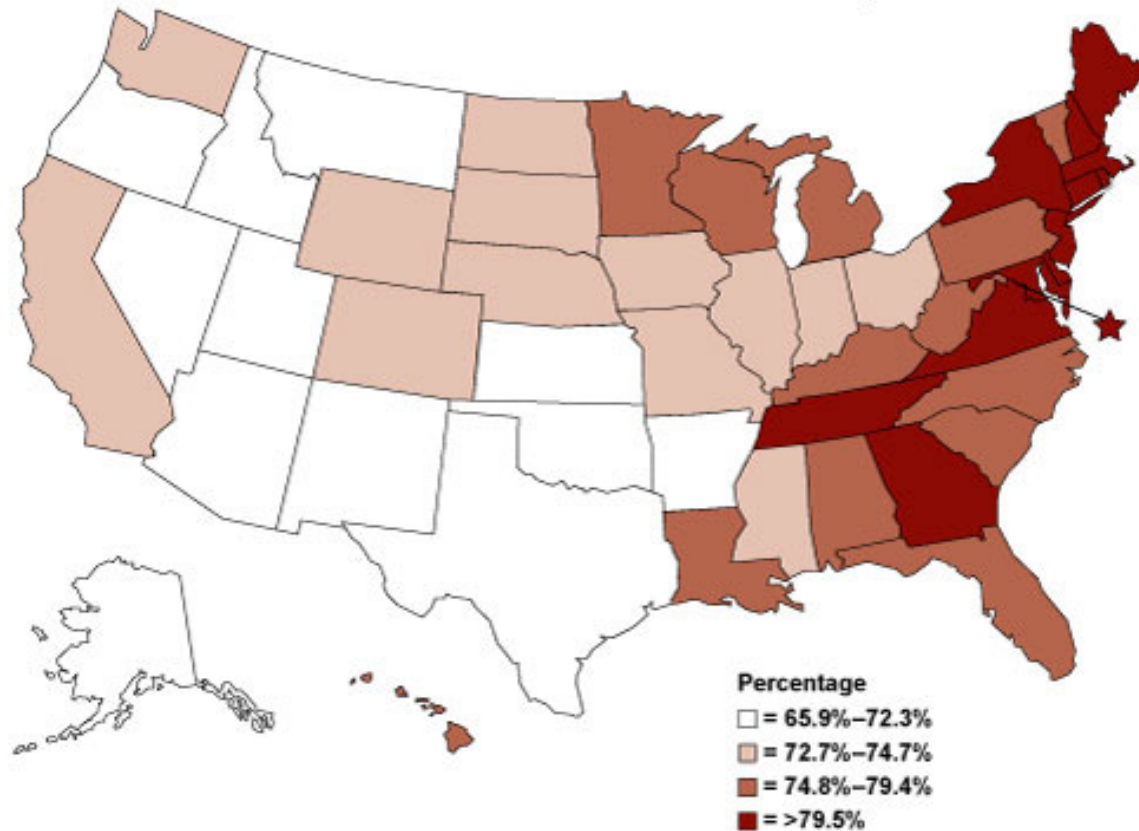 Percentage
= 65.9%–72.3%
= 72.7%–74.7%
= 74.8%–79.4%
= >79.5%